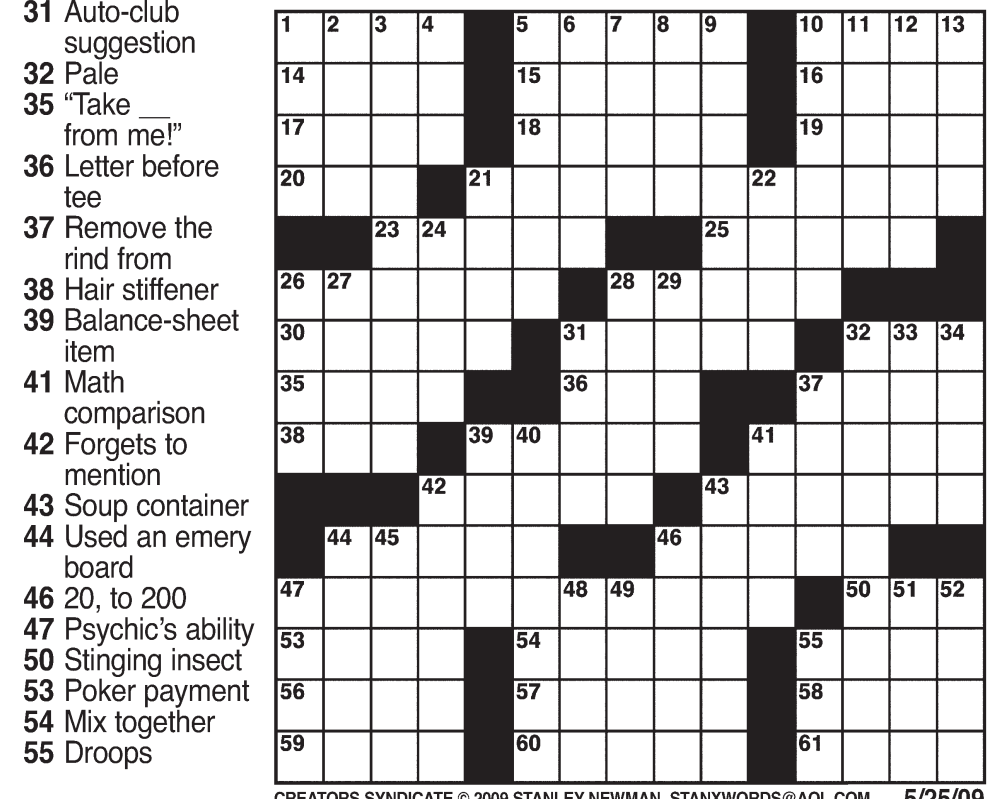 31 Auto-club
suggestion
32 Pale
35 “Take __
from me!”
36 Letter before
tee
37 Remove the
rind from
38 Hair stiffener
39 Balance-sheet
item
41 Math
comparison
42 Forgets to
mention
43 Soup container
44 Used an emery
board
46 20, to 200
47 Psychic’s ability
50 Stinging insect
53 Poker payment
54 Mix together
55 Droops
1 2 3 4 5 6 7 8 9 10 11 12 13
14 15 16
17 18 19
20 21 22
23 24 25
26 27 28 29
30 31 32 33 34
35 36 37
38 39 40 41
42 43
44 45 46
47 48 49 50 51 52
53 54 55
56 57 58
59 60 61
CREATORS SYNDICATE © 2009 STANLEY NEWMAN STANXWORDS@AOL.COM 5/25/09